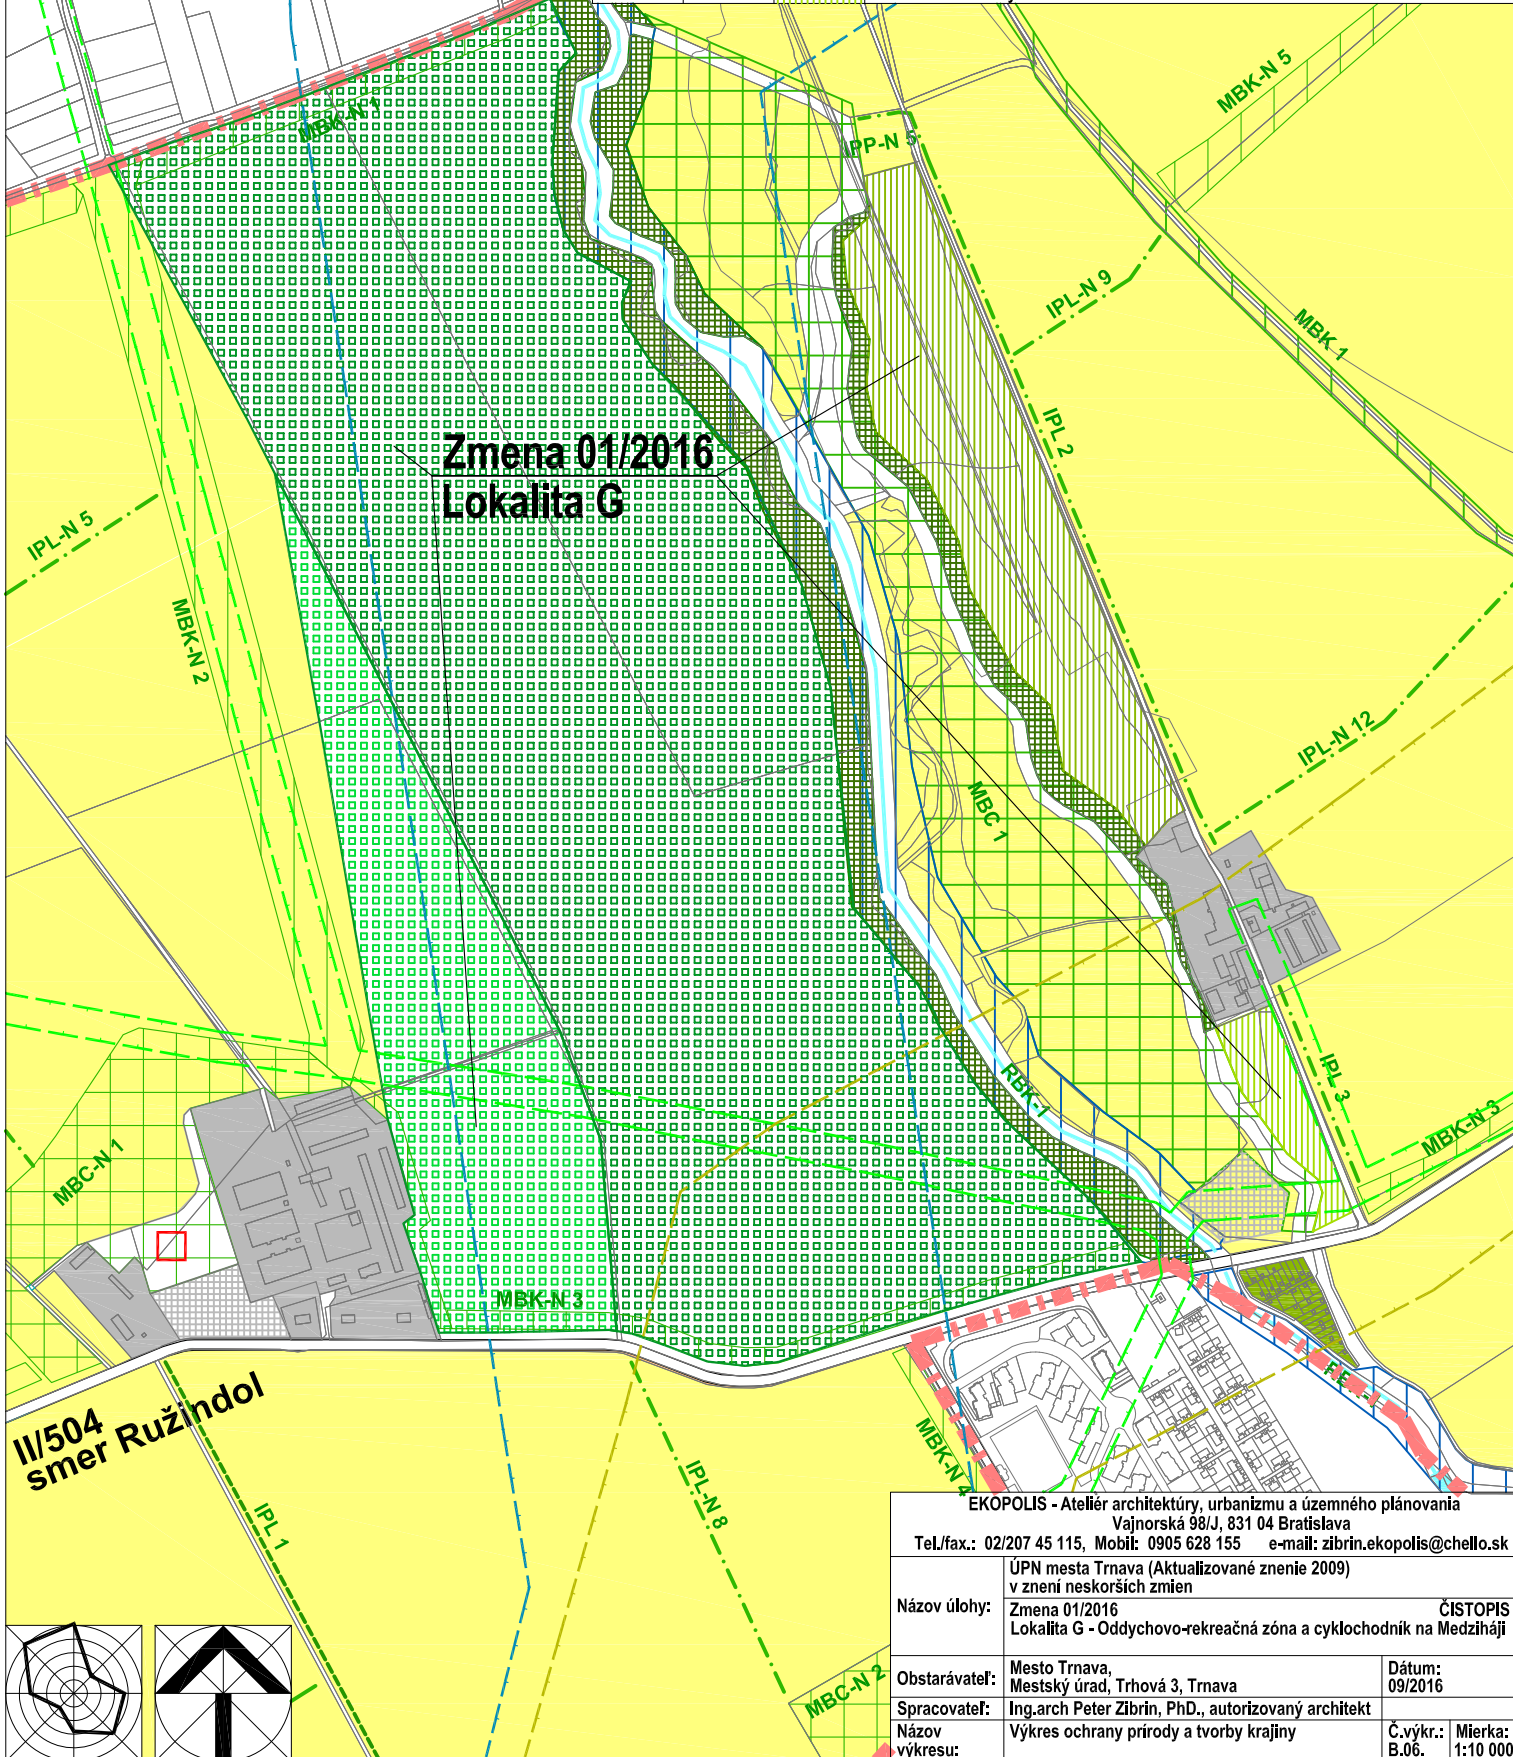 MBK-N 5
MBK-N 1
IPP-N 5
IPL-N 9
MBK 1
IPL 2
Zmena 01/2016
Lokalita G
IPL-N 5
MBK-N 2
IPL-N 12
MBC 1
RBK-1
IPL 3
MBK-N 3
MBC-N 1
MBK-N 3
II/504
smer Ružindol
MBK-N 4
IPL-N 8
IPL 1
MBC-N 2
EKOPOLIS - Ateliér architektúry, urbanizmu a územného plánovania
Vajnorská 98/J, 831 04 Bratislava
Tel./fax.: 02/207 45 115, Mobil: 0905 628 155 e-mail: zibrin.ekopolis@chello.sk
Názov úlohy:
ÚPN mesta Trnava (Aktualizované znenie 2009)
v znení neskorších zmien
Zmena 01/2016 ČISTOPIS
Lokalita G - Oddychovo-rekreačná zóna a cyklochodník na Medziháji
Obstarávateľ:
Mesto Trnava,
Mestský úrad, Trhová 3, Trnava
Dátum:
09/2016
Spracovateľ: Ing.arch Peter Zibrin, PhD., autorizovaný architekt
Názov
výkresu:
Výkres ochrany prírody a tvorby krajiny
Č.výkr.:
B.06.
Mierka:
1:10 000